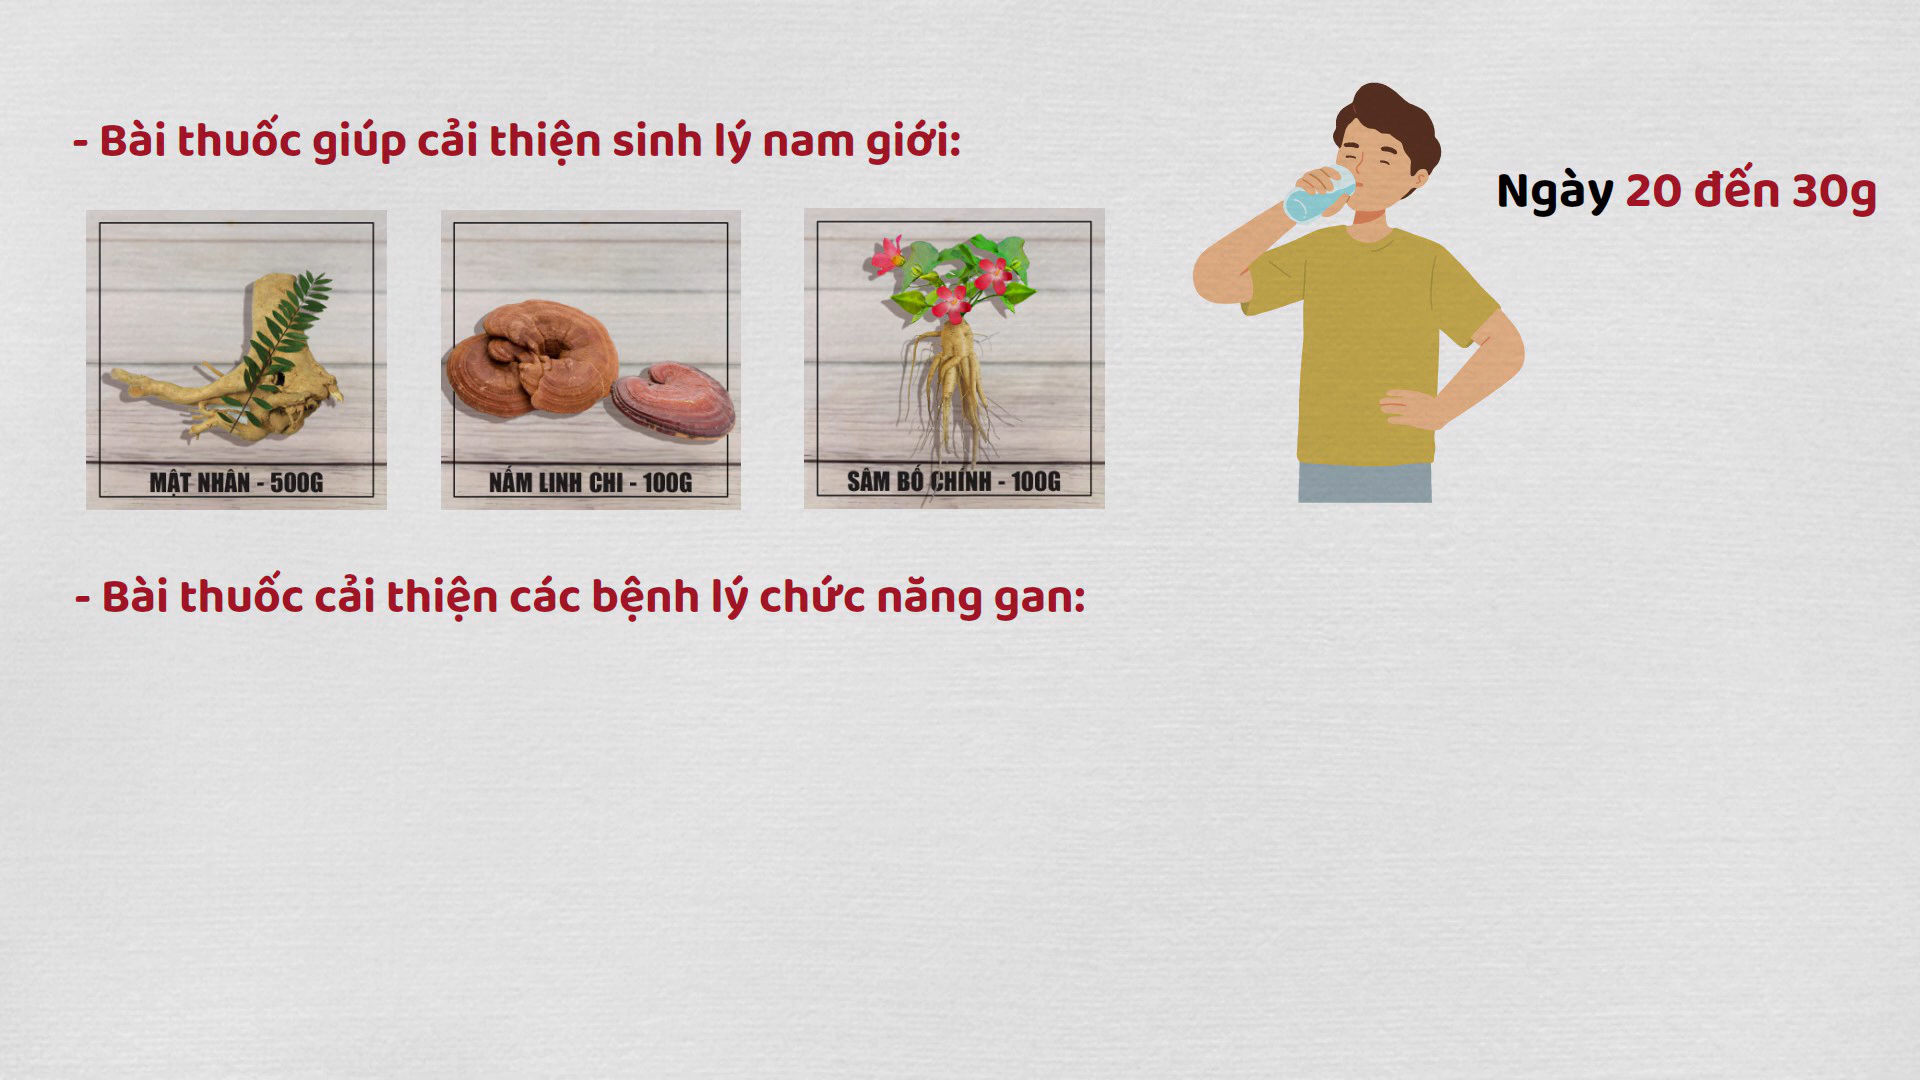 - Bài thuốc giúp cải thiện sinh lý nam giới:
Ngày 20 đến 30g
MẬT NHÂN - 500G
NẤM LINH CHI - 100G
SÂM BỐ CHÍNH - 100G
- Bài thuốc cải thiện các bệnh lý chức năng gan: